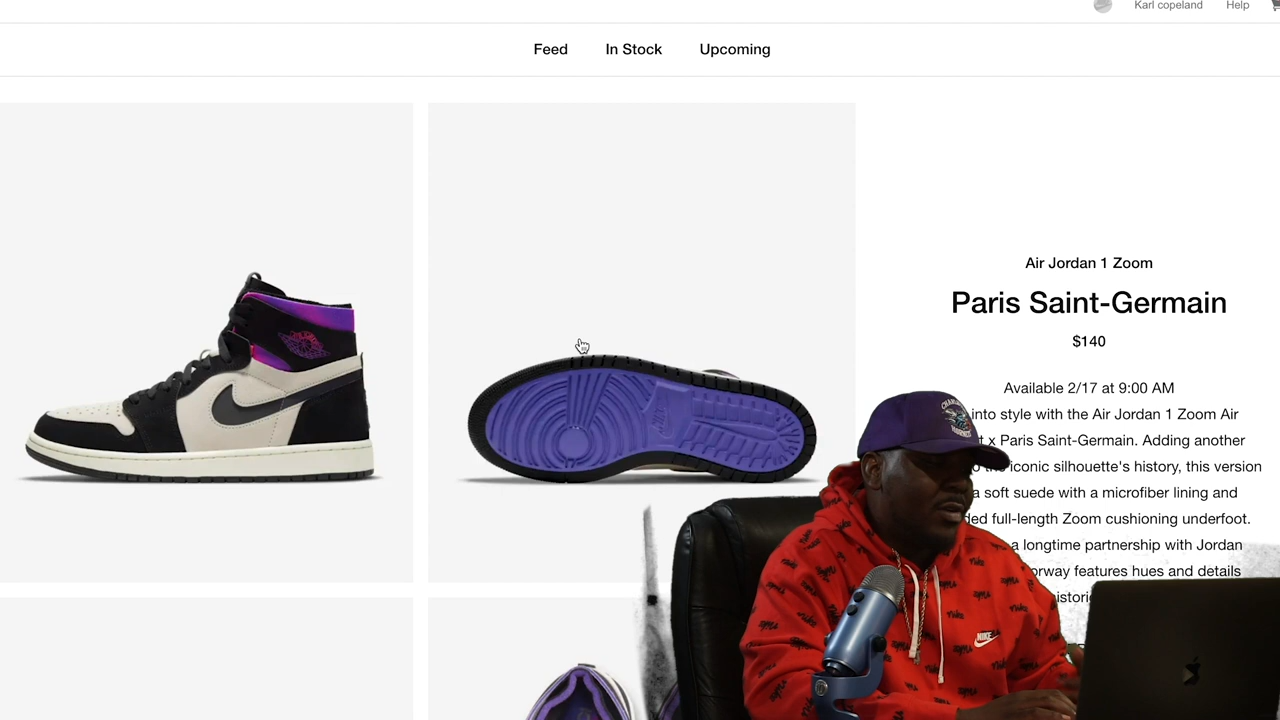 Karl copeland
Help
Feed
In Stock
Upcoming
Air Jordan 1 Zoom
Paris Saint-Germain
$140
Available 2/17 at 9:00 AM
into style with the Air Jordan 1 Zoom Air
x Paris Saint-Germain. Adding another
iconic silhouette's history, this version
a soft suede with a microfiber lining and
full-length Zoom cushioning underfoot.
a longtime partnership with Jordan
features hues and details
CHARLOTTE
HORNETS
NIKE